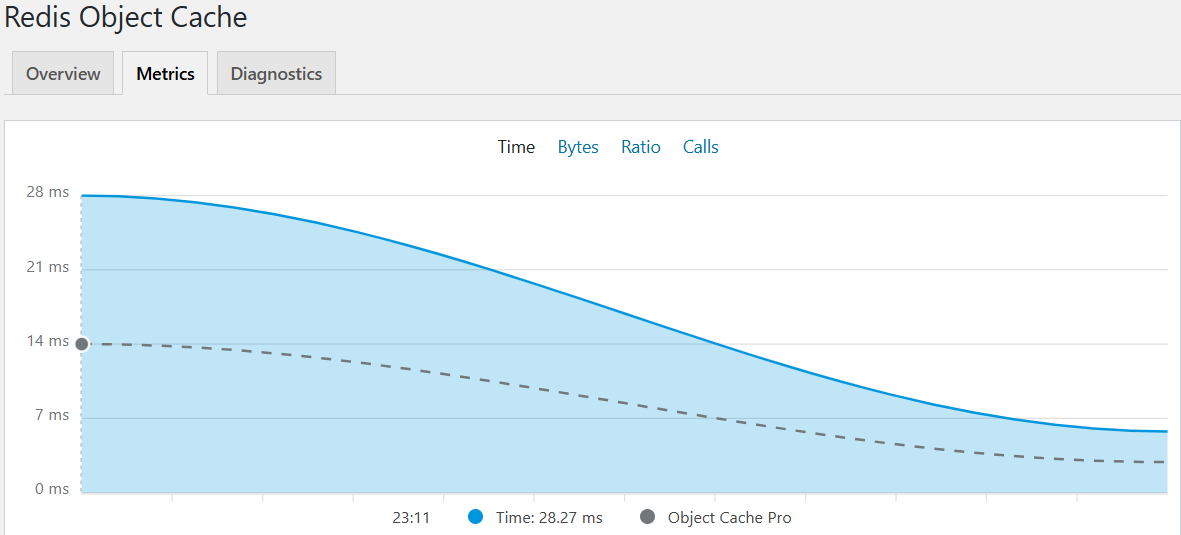 Redis Object Cache
Overview Metrics Diagnostics
Time Bytes Ratio Calls
28 ms
21 ms
14 ms
7 ms
0 ms
23:11 Time: 28.27 ms Object Cache Pro